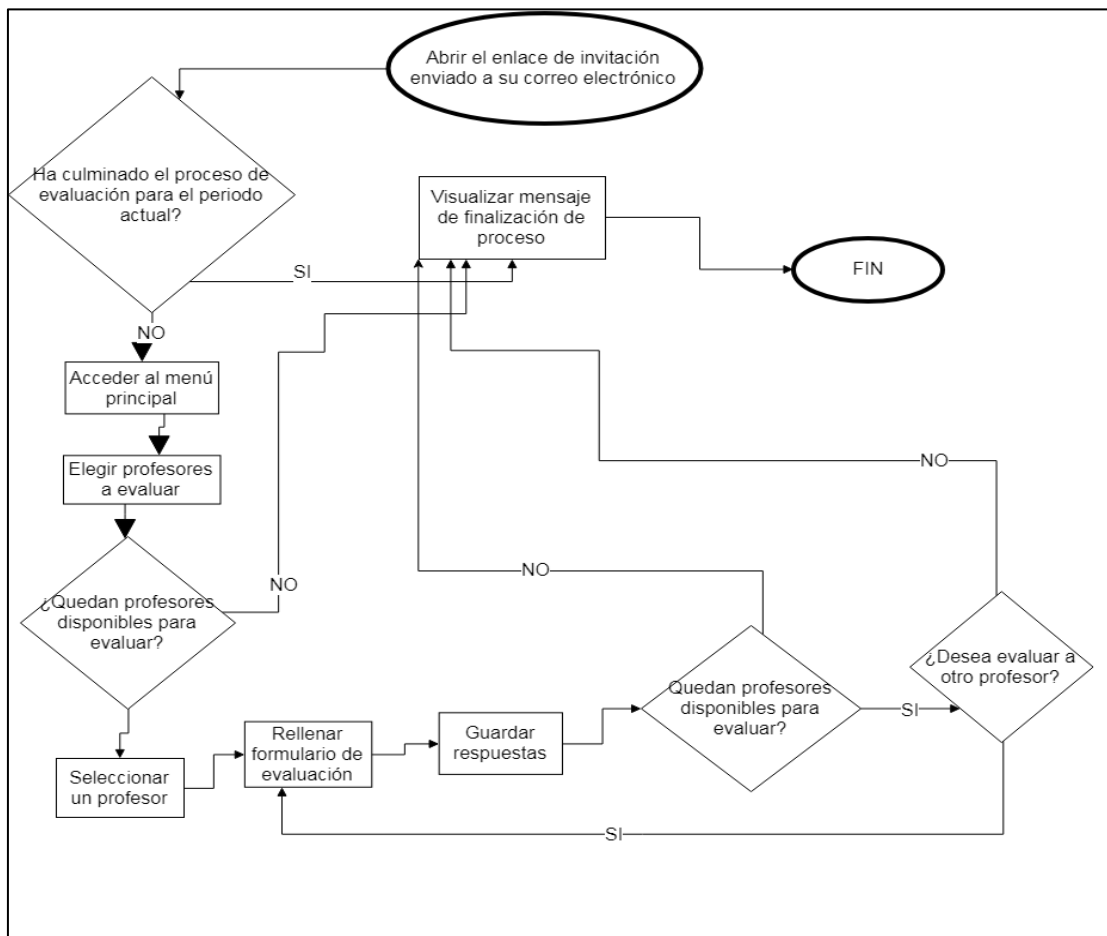 Abrir el enlace de invitación
enviado a su correo electrónico
Ha culminado el proceso de
evaluación para el periodo
actual?
Visualizar mensaje
de finalización de
proceso
FIN
SI
NO
Acceder al menú
principal
Elegir profesores
a evaluar
NO
NO
NO
¿Quedan profesores
disponibles para
evaluar?
¿Desea evaluar a
otro profesor?
Quedan profesores
disponibles para
evaluar?
SI
Rellenar
formulario de
evaluación
Guardar
respuestas
Seleccionar
un profesor
SI